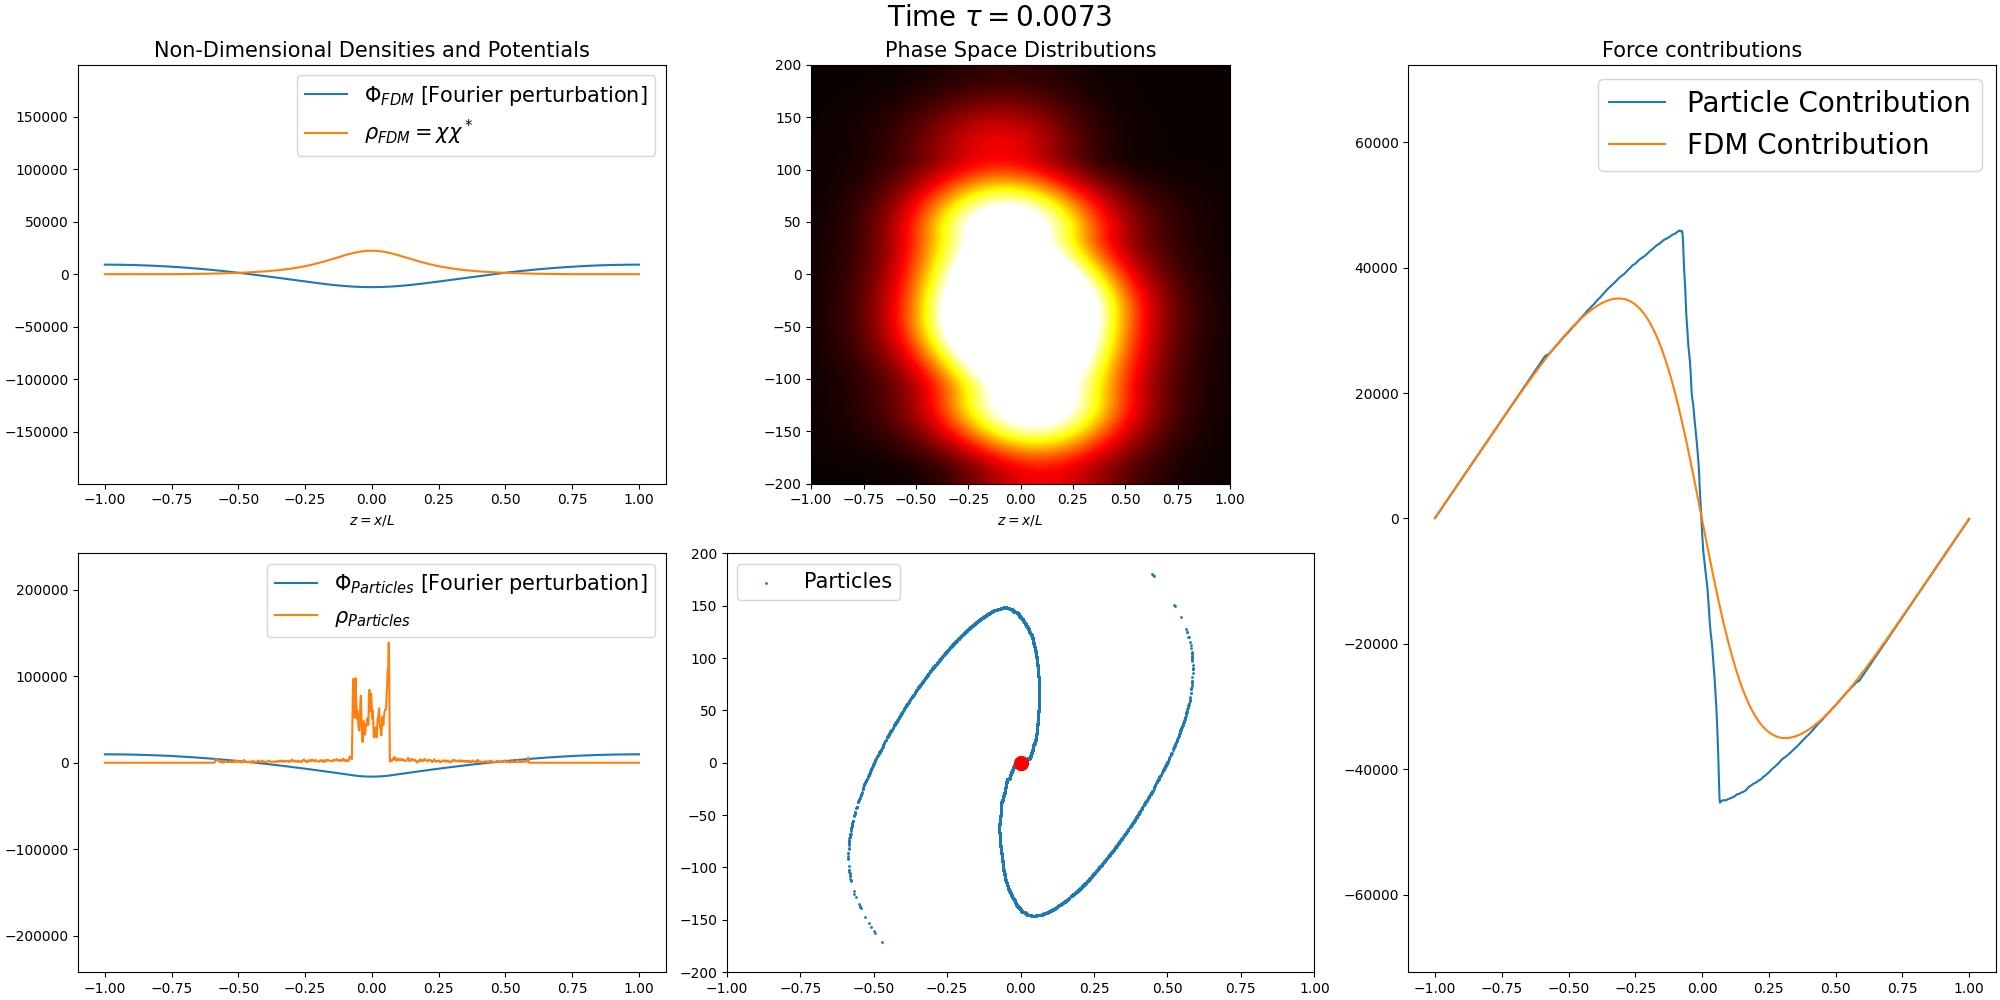 Time τ = 0.0073
Non-Dimensional Densities and Potentials
Φ_FDM [Fourier perturbation]
ρ_FDM = χχ*
150000
100000
50000
0
−50000
−100000
−150000
−1.00 −0.75 −0.50 −0.25 0.00 0.25 0.50 0.75 1.00
z = x/L
Phase Space Distributions
200
150
100
50
0
−50
−100
−150
−200
−1.00 −0.75 −0.50 −0.25 0.00 0.25 0.50 0.75 1.00
z = x/L
Force contributions
Particle Contribution
FDM Contribution
60000
40000
20000
0
−20000
−40000
−60000
−1.00 −0.75 −0.50 −0.25 0.00 0.25 0.50 0.75 1.00
Φ_Particles [Fourier perturbation]
ρ_Particles
200000
100000
0
−100000
−200000
−1.00 −0.75 −0.50 −0.25 0.00 0.25 0.50 0.75 1.00
Particles
200
150
100
50
0
−50
−100
−150
−200
−1.00 −0.75 −0.50 −0.25 0.00 0.25 0.50 0.75 1.00